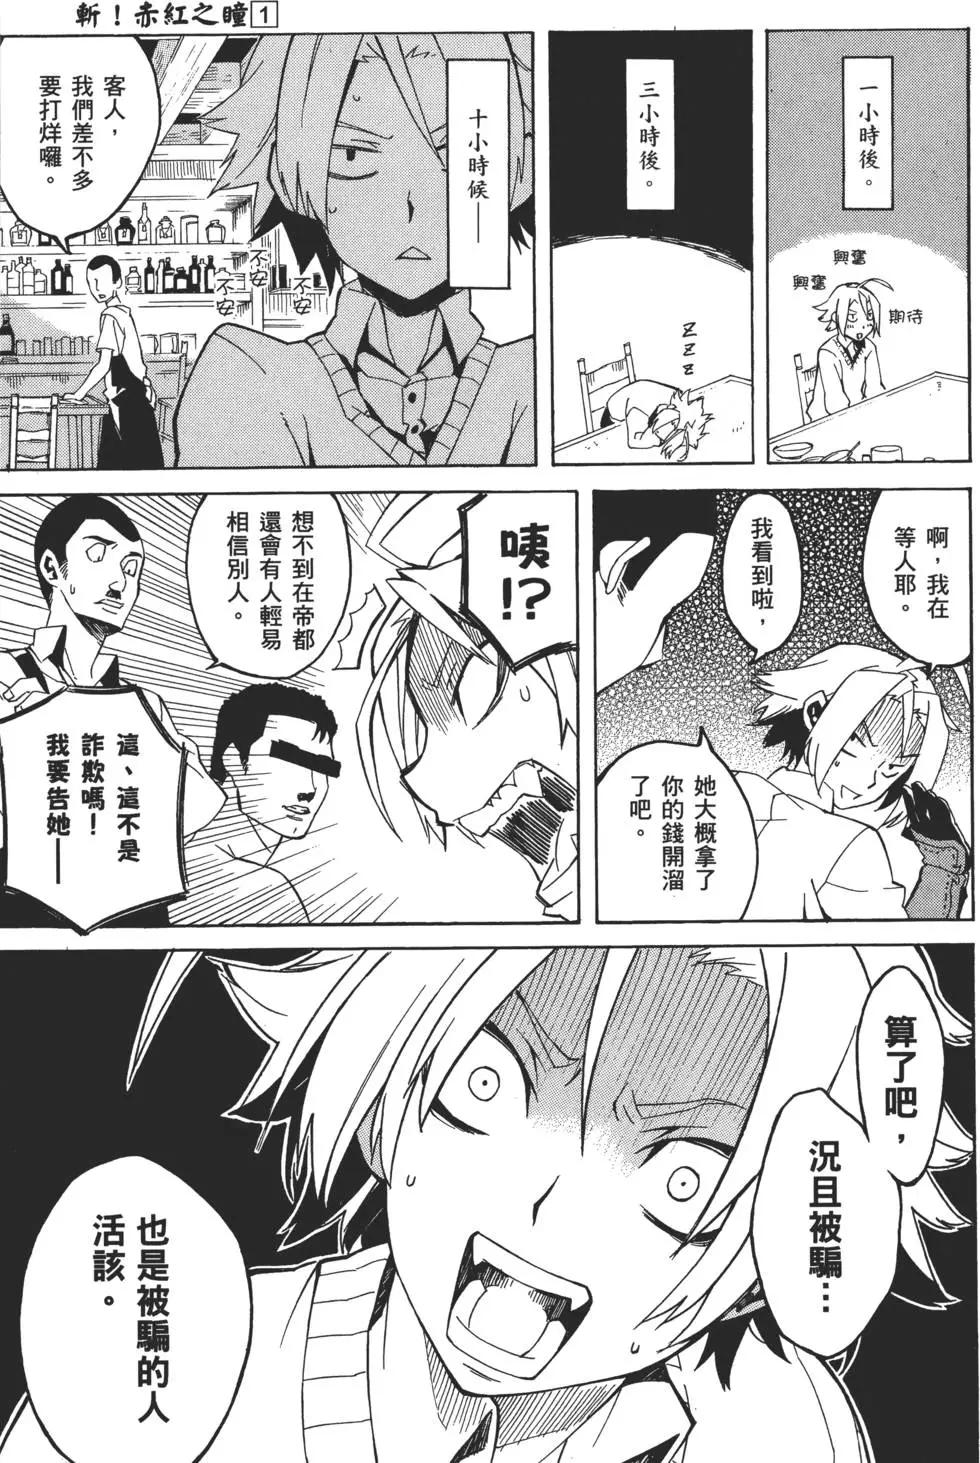 斬！赤紅之瞳1
一小時後。
興奮
興奮
期待
三小時後。
ZZZ
十小時候——
不安
不安
不安
客人，
我們差不多
要打烊囉。
啊，我在
等人耶。
我看到啦，
她大概拿了
你的錢開溜
了吧。
咦!?
想不到在帝都
還會有人輕易
相信別人。
這、這不是
詐欺嗎！
我要告她——
算了吧，
況且被騙…
也是被騙的人
活該。